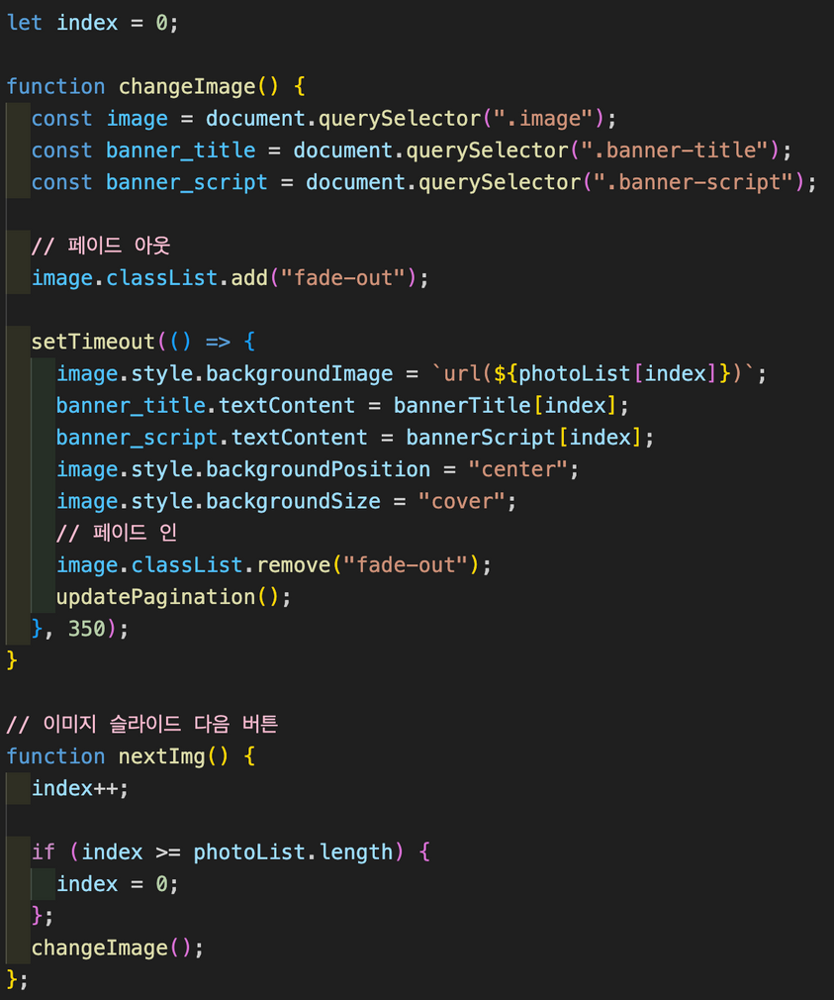 let index = 0;
function changeImage() {
const image = document.querySelector(".image");
const banner_title = document.querySelector(".banner-title");
const banner_script = document.querySelector(".banner-script");
// 페이드 아웃
image.classList.add("fade-out");
setTimeout(() => {
image.style.backgroundImage = `url(${photoList[index]})`;
banner_title.textContent = bannerTitle[index];
banner_script.textContent = bannerScript[index];
image.style.backgroundPosition = "center";
image.style.backgroundSize = "cover";
// 페이드 인
image.classList.remove("fade-out");
updatePagination();
}, 350);
}
// 이미지 슬라이드 다음 버튼
function nextImg() {
index++;
if (index >= photoList.length) {
index = 0;
};
changeImage();
};